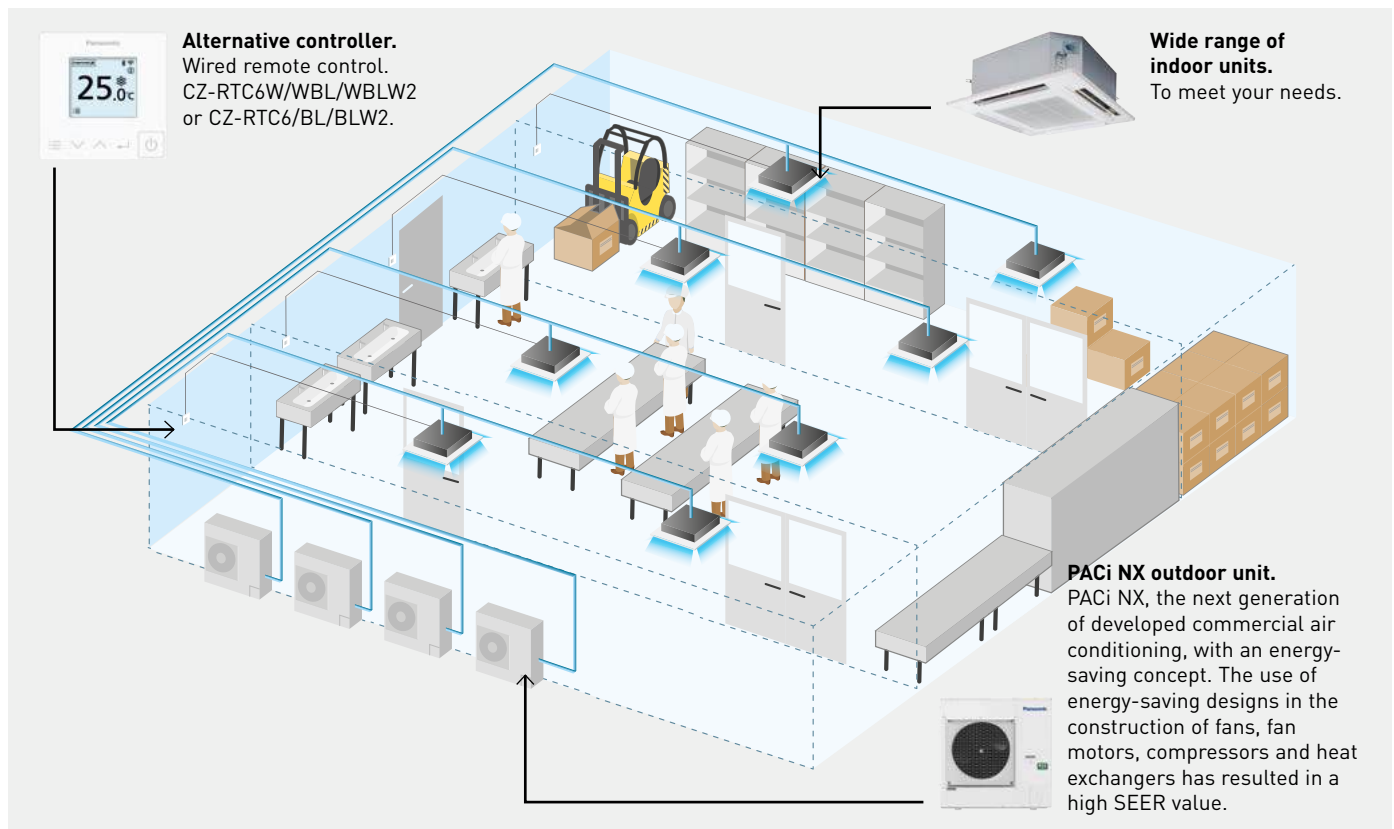 Panasonic
25.0°C
Alternative controller.
Wired remote control.
CZ-RTC6W/WBL/WBLW2
or CZ-RTC6/BL/BLW2.
Wide range of
indoor units.
To meet your needs.
PACi NX outdoor unit.
PACi NX, the next generation
of developed commercial air
conditioning, with an energy-
saving concept. The use of
energy-saving designs in the
construction of fans, fan
motors, compressors and heat
exchangers has resulted in a
high SEER value.
Panasonic